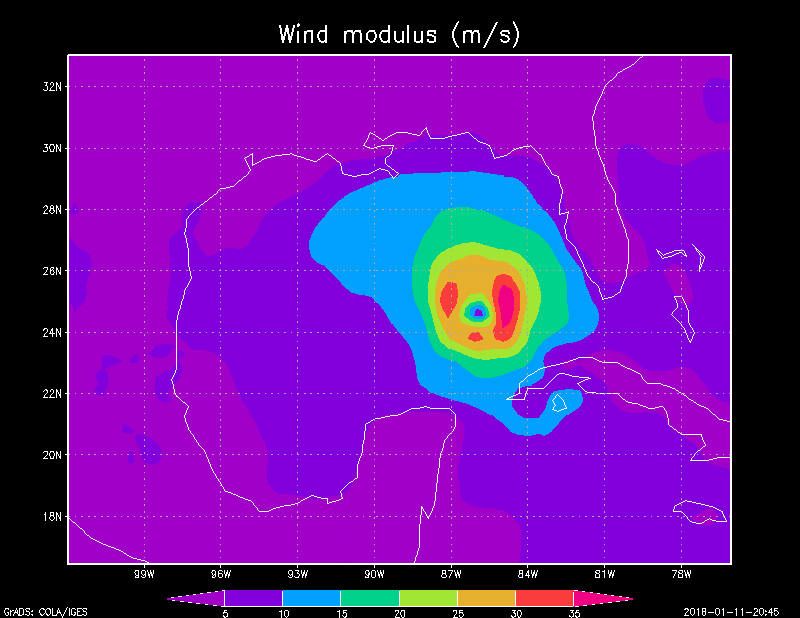 Wind modulus (m/s)
32N
30N
28N
26N
24N
22N
20N
18N
99W 96W 93W 90W 87W 84W 81W 78W
5 10 15 20 25 30 35
GrADS: COLA/IGES 2018-01-11-20:45